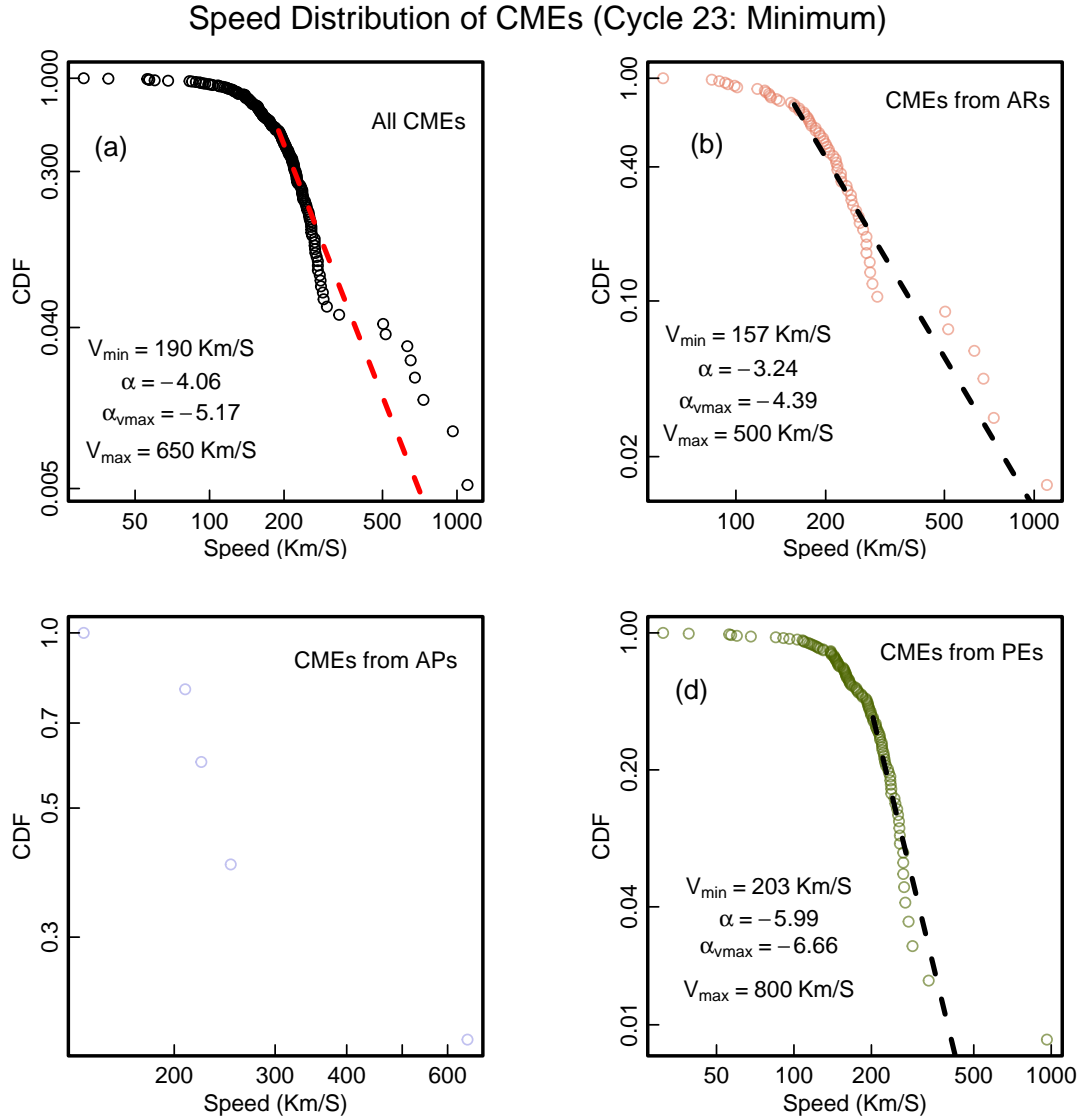 Speed Distribution of CMEs (Cycle 23: Minimum)
(a)
All CMEs
CDF
1.000
0.300
0.040
0.005
V_min = 190 Km/S
α = −4.06
α_vmax = −5.17
V_max = 650 Km/S
50 100 200 500 1000
Speed (Km/S)
(b)
CMEs from ARs
CDF
1.00
0.40
0.10
0.02
V_min = 157 Km/S
α = −3.24
α_vmax = −4.39
V_max = 500 Km/S
100 200 500 1000
Speed (Km/S)
CMEs from APs
CDF
1.0
0.7
0.5
0.3
200 300 400 600
Speed (Km/S)
(d)
CMEs from PEs
CDF
1.00
0.20
0.04
0.01
V_min = 203 Km/S
α = −5.99
α_vmax = −6.66
V_max = 800 Km/S
50 100 200 500 1000
Speed (Km/S)